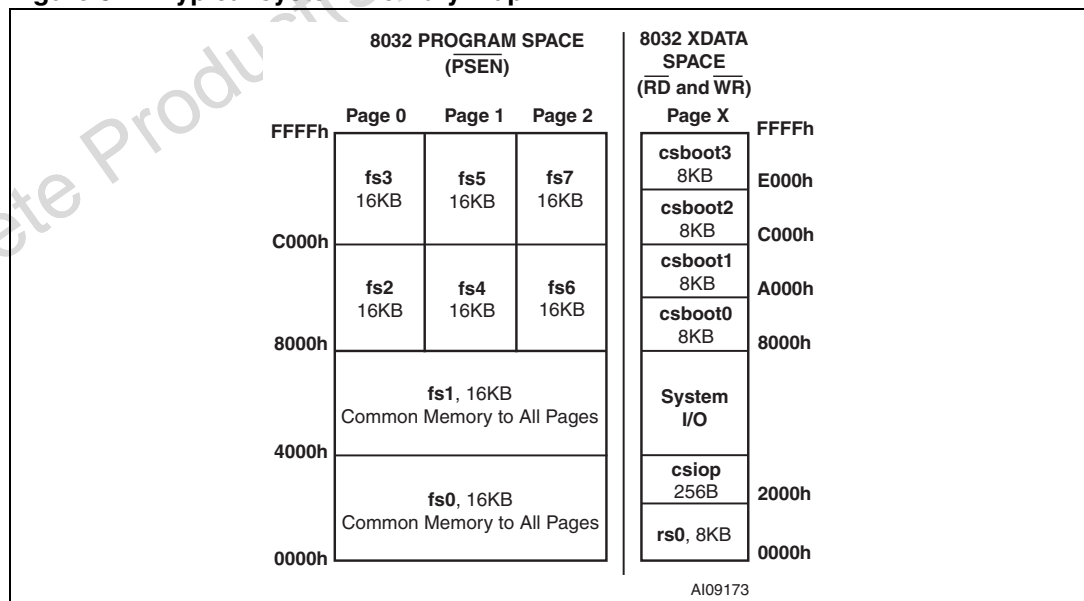 8032 PROGRAM SPACE
(PSEN)
8032 XDATA
SPACE
(RD and WR)
Page 0
Page 1
Page 2
Page X
FFFFh
FFFFh
fs3
16KB
fs5
16KB
fs7
16KB
csboot3
8KB
E000h
csboot2
8KB
C000h
C000h
fs2
16KB
fs4
16KB
fs6
16KB
csboot1
8KB
A000h
csboot0
8KB
8000h
8000h
fs1, 16KB
Common Memory to All Pages
System
I/O
4000h
csiop
256B
2000h
fs0, 16KB
Common Memory to All Pages
rs0, 8KB
0000h
0000h
AI09173